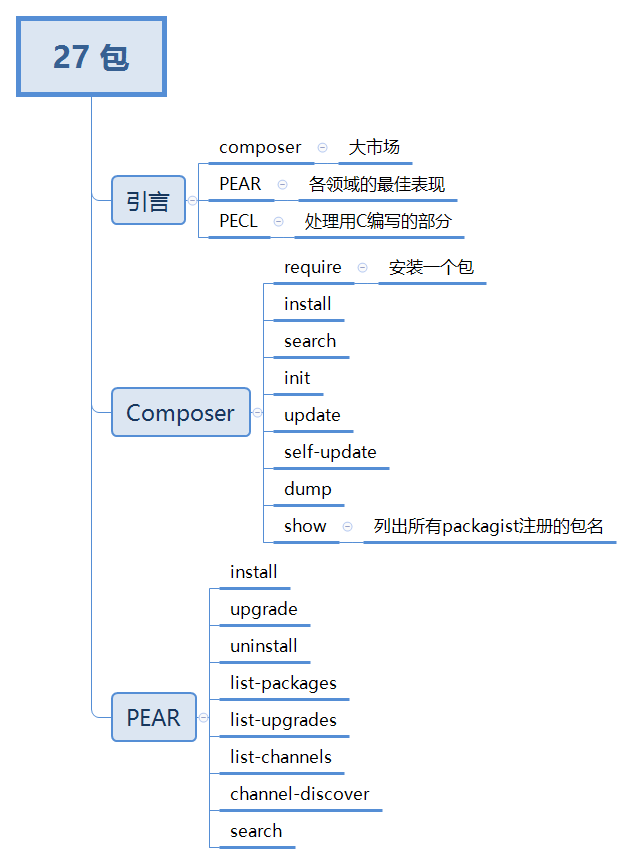 27 包
引言
composer 大市场
PEAR 各领域的最佳表现
PECL 处理用C编写的部分
Composer
require 安装一个包
install
search
init
update
self-update
dump
show 列出所有packagist注册的包名
PEAR
install
upgrade
uninstall
list-packages
list-upgrades
list-channels
channel-discover
search